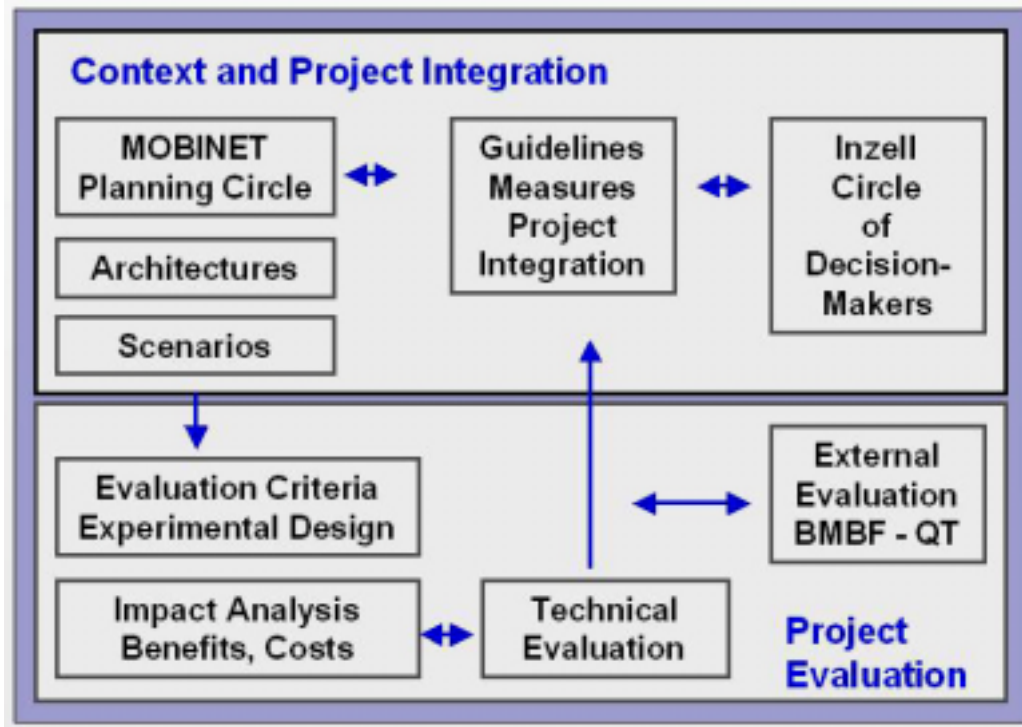 Context and Project Integration
MOBINET
Planning Circle
Architectures
Scenarios
Guidelines
Measures
Project
Integration
Inzell
Circle
of
Decision-
Makers
Evaluation Criteria
Experimental Design
Impact Analysis
Benefits, Costs
Technical
Evaluation
External
Evaluation
BMBF - QT
Project
Evaluation